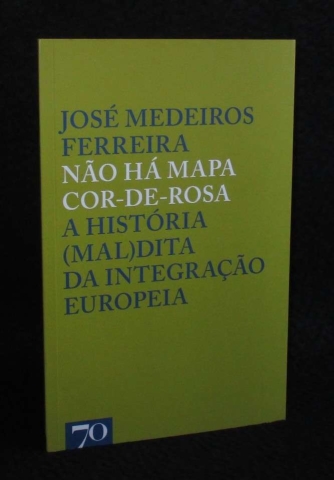 JOSÉ MEDEIROS
FERREIRA
NÃO HÁ MAPA
COR-DE-ROSA
A HISTÓRIA
(MAL)DITA
DA INTEGRAÇÃO
EUROPEIA
70